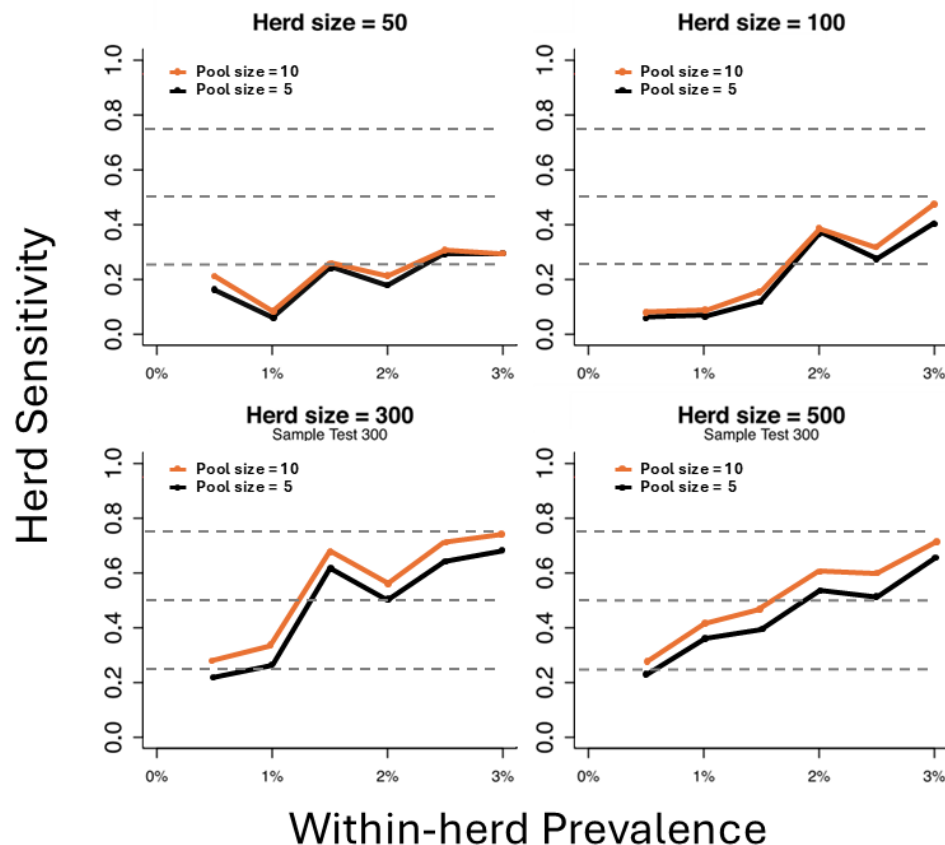 Herd size = 50
Pool size = 10
Pool size = 5
1.0
0.8
0.6
0.4
0.2
0.0
0%
1%
2%
3%
Herd size = 100
Pool size = 10
Pool size = 5
1.0
0.8
0.6
0.4
0.2
0.0
0%
1%
2%
3%
Herd Sensitivity
Herd size = 300
Sample Test 300
Pool size = 10
Pool size = 5
1.0
0.8
0.6
0.4
0.2
0.0
0%
1%
2%
3%
Herd size = 500
Sample Test 300
Pool size = 10
Pool size = 5
1.0
0.8
0.6
0.4
0.2
0.0
0%
1%
2%
3%
Within-herd Prevalence